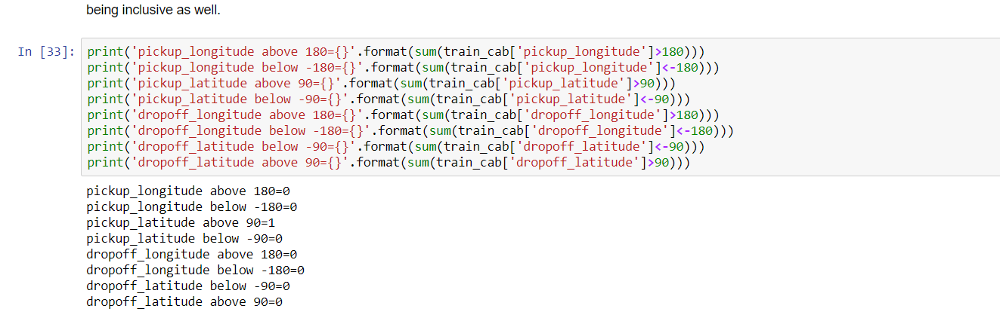 being inclusive as well.
In [33]: print('pickup_longitude above 180={}'.format(sum(train_cab['pickup_longitude']>180)))
print('pickup_longitude below -180={}'.format(sum(train_cab['pickup_longitude']<-180)))
print('pickup_latitude above 90={}'.format(sum(train_cab['pickup_latitude']>90)))
print('pickup_latitude below -90={}'.format(sum(train_cab['pickup_latitude']<-90)))
print('dropoff_longitude above 180={}'.format(sum(train_cab['dropoff_longitude']>180)))
print('dropoff_longitude below -180={}'.format(sum(train_cab['dropoff_longitude']<-180)))
print('dropoff_latitude below -90={}'.format(sum(train_cab['dropoff_latitude']<-90)))
print('dropoff_latitude above 90={}'.format(sum(train_cab['dropoff_latitude']>90)))
pickup_longitude above 180=0
pickup_longitude below -180=0
pickup_latitude above 90=1
pickup_latitude below -90=0
dropoff_longitude above 180=0
dropoff_longitude below -180=0
dropoff_latitude below -90=0
dropoff_latitude above 90=0